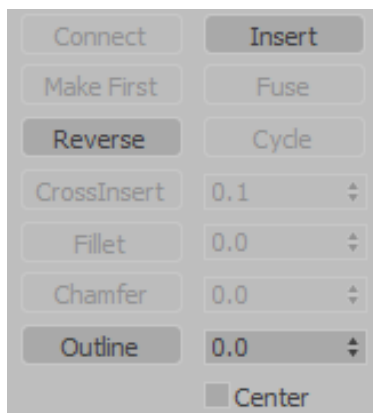 Connect Insert
Make First Fuse
Reverse Cycle
CrossInsert 0.1
Fillet 0.0
Chamfer 0.0
Outline 0.0
Center